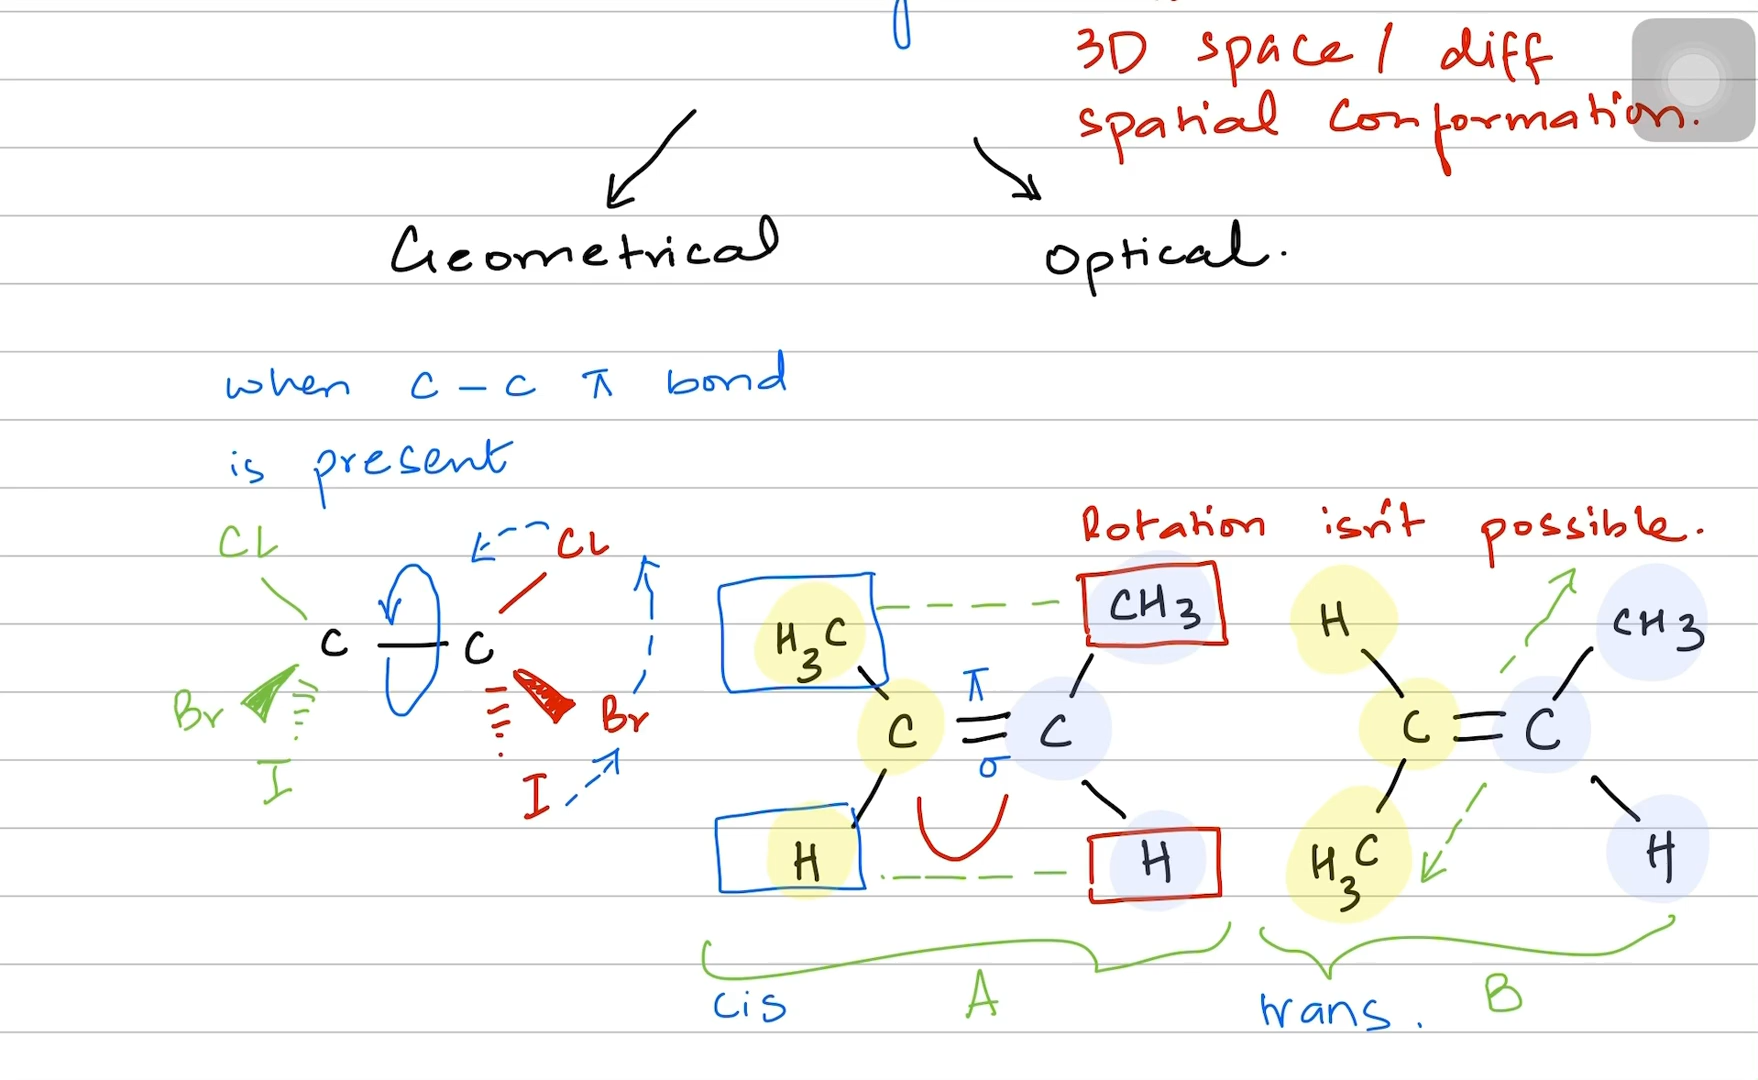 3D space / diff
spatial conformation.
Geometrical
Optical.
when C - C π bond
is present
Rotation isn't possible.
Cl
Cl
C
C
Br
Br
I
I
H3C
CH3
π
C
C
σ
H
H
H
CH3
C
C
H3C
H
cis
A
trans.
B